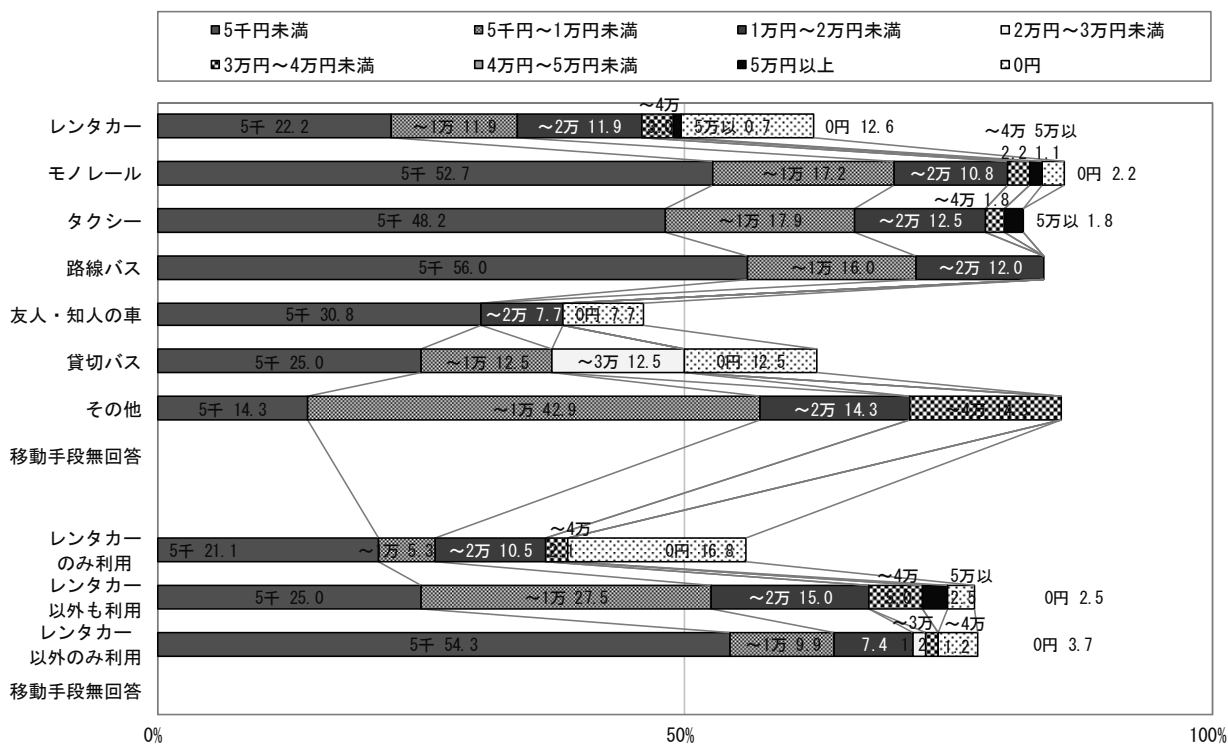 ■5千円未満 ■5千円～1万円未満 ■1万円～2万円未満 □2万円～3万円未満
■3万円～4万円未満 ■4万円～5万円未満 ■5万円以上 □0円
～4万
レンタカー 5千 22.2 ～1万 11.9 ～2万 11.9 5万以 0.7 0円 12.6
～4万 5万以
2.2 1.1
モノレール 5千 52.7 ～1万 17.2 ～2万 10.8 0円 2.2
～4万 1.8
タクシー 5千 48.2 ～1万 17.9 ～2万 12.5 5万以 1.8
路線バス 5千 56.0 ～1万 16.0 ～2万 12.0
友人・知人の車 5千 30.8 ～2万 7.7 0円 7.7
貸切バス 5千 25.0 ～1万 12.5 ～3万 12.5 0円 12.5
その他 5千 14.3 ～1万 42.9 ～2万 14.3 ～4万 14.3
移動手段無回答
～4万
レンタカー
のみ利用 5千 21.1 ～1万 5.3 ～2万 10.5 0円 16.8
～4万 5万以
レンタカー
以外も利用 5千 25.0 ～1万 27.5 ～2万 15.0 5.0 2.5 0円 2.5
～3万 ～4万
レンタカー
以外のみ利用 5千 54.3 ～1万 9.9 7.4 1.2 1.2 0円 3.7
移動手段無回答
0% 50% 100%